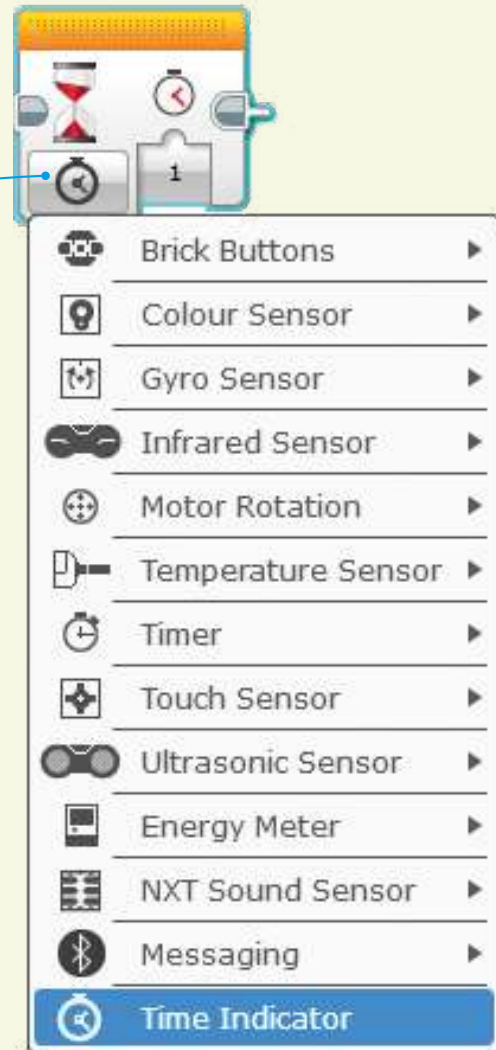 1
Brick Buttons
Colour Sensor
Gyro Sensor
Infrared Sensor
Motor Rotation
Temperature Sensor
Timer
Touch Sensor
Ultrasonic Sensor
Energy Meter
NXT Sound Sensor
Messaging
Time Indicator